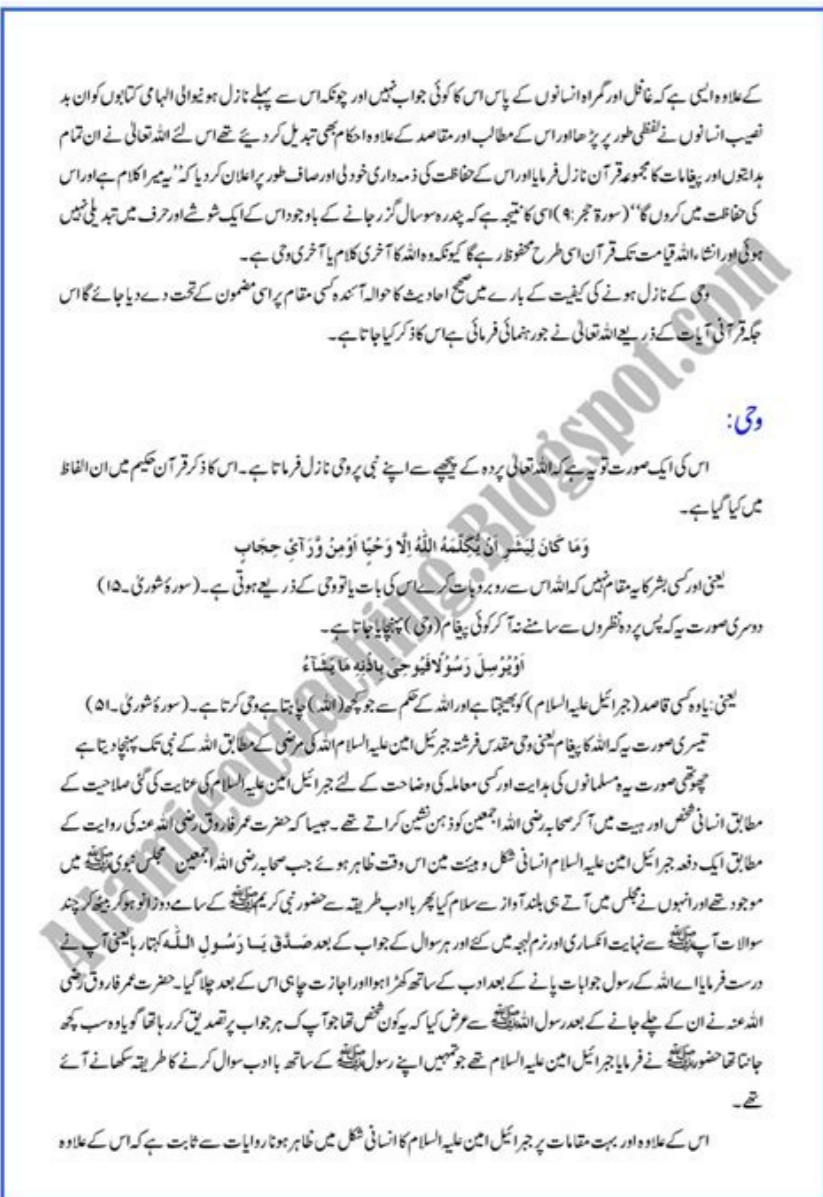 کے علاوہ ایسی ہے کہ غافل اور گمراہ انسانوں کے پاس اس کا کوئی جواب نہیں اور چونکہ اس سے پہلے نازل ہونیوالی الہامی کتابوں کو ان بد
نصیب انسانوں نے لفظی طور پر پڑھا اور اس کے مطالب اور مقاصد کے علاوہ احکام بھی تبدیل کر دیئے تھے اس لئے اللہ تعالیٰ نے ان تمام
ہدایتوں اور پیغامات کا مجموعہ قرآن نازل فرمایا اور اس کے حفاظت کی ذمہ داری خود لی اور صاف طور پر اعلان کر دیا کہ ”یہ میرا کلام ہے اور اس
کی حفاظت میں کروں گا“ (سورۃ حجر:۹) اسی کا نتیجہ ہے کہ پندرہ سو سال گزر جانے کے باوجود اس کے ایک شوشے اور حرف میں تبدیلی نہیں
ہوئی اور انشاء اللہ قیامت تک قرآن اسی طرح محفوظ رہے گا کیونکہ وہ اللہ کا آخری کلام یا آخری وحی ہے۔
وحی کے نازل ہونے کی کیفیت کے بارے میں صحیح احادیث کا حوالہ آئندہ کسی مقام پر اسی مضمون کے تحت دے دیا جائے گا اس
جگہ قرآنی آیات کے ذریعے اللہ تعالیٰ نے جو رہنمائی فرمائی ہے اس کا ذکر کیا جاتا ہے۔
وحی:
اس کی ایک صورت تو یہ ہے کہ اللہ تعالیٰ پردہ کے پیچھے سے اپنے نبی پر وحی نازل فرماتا ہے۔ اس کا ذکر قرآن حکیم میں ان الفاظ
میں کیا گیا ہے۔
وَمَا كَانَ لِبَشَرٍ اَنْ يُّكَلِّمَهُ اللّٰهُ اِلَّا وَحْيًا اَوْ مِنْ وَّرَآئِ حِجَابٍ
یعنی اور کسی بشر کا یہ مقام نہیں کہ اللہ اس سے روبرو بات کرے اس کی بات یا تو وحی کے ذریعے ہوتی ہے۔ (سورۂ شوریٰ۔۱۵)
دوسری صورت یہ کہ پس پردہ نظروں سے سامنے نہ آ کر کوئی پیغام (وحی) پہنچایا جاتا ہے۔
اَوْ يُرْسِلَ رَسُوْلًا فَيُوحِيَ بِاِذْنِهٖ مَا يَشَآءُ
یعنی: یا وہ کسی قاصد (جبرائیل علیہ السلام) کو بھیجتا ہے اور اللہ کے حکم سے جو کچھ (اللہ) چاہتا ہے وحی کرتا ہے۔ (سورۂ شوریٰ۔۵۱)
تیسری صورت یہ کہ اللہ کا پیغام یعنی وحی مقدس فرشتہ جبرئیل امین علیہ السلام اللہ کی مرضی کے مطابق اللہ کے نبی تک پہنچا دیتا ہے
چھوتھی صورت یہ ہ مسلمانوں کی ہدایت اور کسی معاملہ کی وضاحت کے لئے جبرائیل امین علیہ السلام کی عنایت کی گئی صلاحیت کے
مطابق انسانی شخص اور ہیت میں آ کر صحابہ رضی اللہ اجمعین کو ذہن نشین کراتے تھے۔ جیسا کہ حضرت عمر فاروق رضی اللہ عنہ کی روایت کے
مطابق ایک دفعہ جبرائیل امین علیہ السلام انسانی شکل و ہیئت مین اس وقت ظاہر ہوئے جب صحابہ رضی اللہ اجمعین مجلس نبوی ﷺ میں
موجود تھے اور انہوں نے مجلس میں آتے ہی بلند آواز سے سلام کیا پھر با ادب طریقہ سے حضور نبی کریم ﷺ کے سامے دوزانو ہو کر بیٹھ کر چند
سوالات آپ ﷺ سے نہایت انکساری اور نرم لہجہ میں کئے اور ہر سوال کے جواب کے بعد صَدَّقَ يَا رَسُولِ اللّٰه کہتا رہا یعنی آپ نے
درست فرمایا اے اللہ کے رسول جوابات پانے کے بعد ادب کے ساتھ کھڑا ہوا اور اجازت چاہی اس کے بعد چلا گیا۔ حضرت عمر فاروق رضی
اللہ عنہ نے ان کے چلے جانے کے بعد رسول اللہ ﷺ سے عرض کیا کہ یہ کون شخص تھا جو آپ ک ہر جواب پر تصدیق کر رہا تھا گویا وہ سب کچھ
جانتا تھا حضور ﷺ نے فرمایا جبرائیل امین علیہ السلام تھے جو تمہیں اپنے رسول ﷺ کے ساتھ با ادب سوال کرنے کا طریقہ سکھانے آئے
تھے۔
اس کے علاوہ اور بہت مقامات پر جبرائیل امین علیہ السلام کا انسانی شکل میں ظاہر ہونا روایات سے ثابت ہے کہ اس کے علاوہ
Adamjeecoaching.Blogspot.com